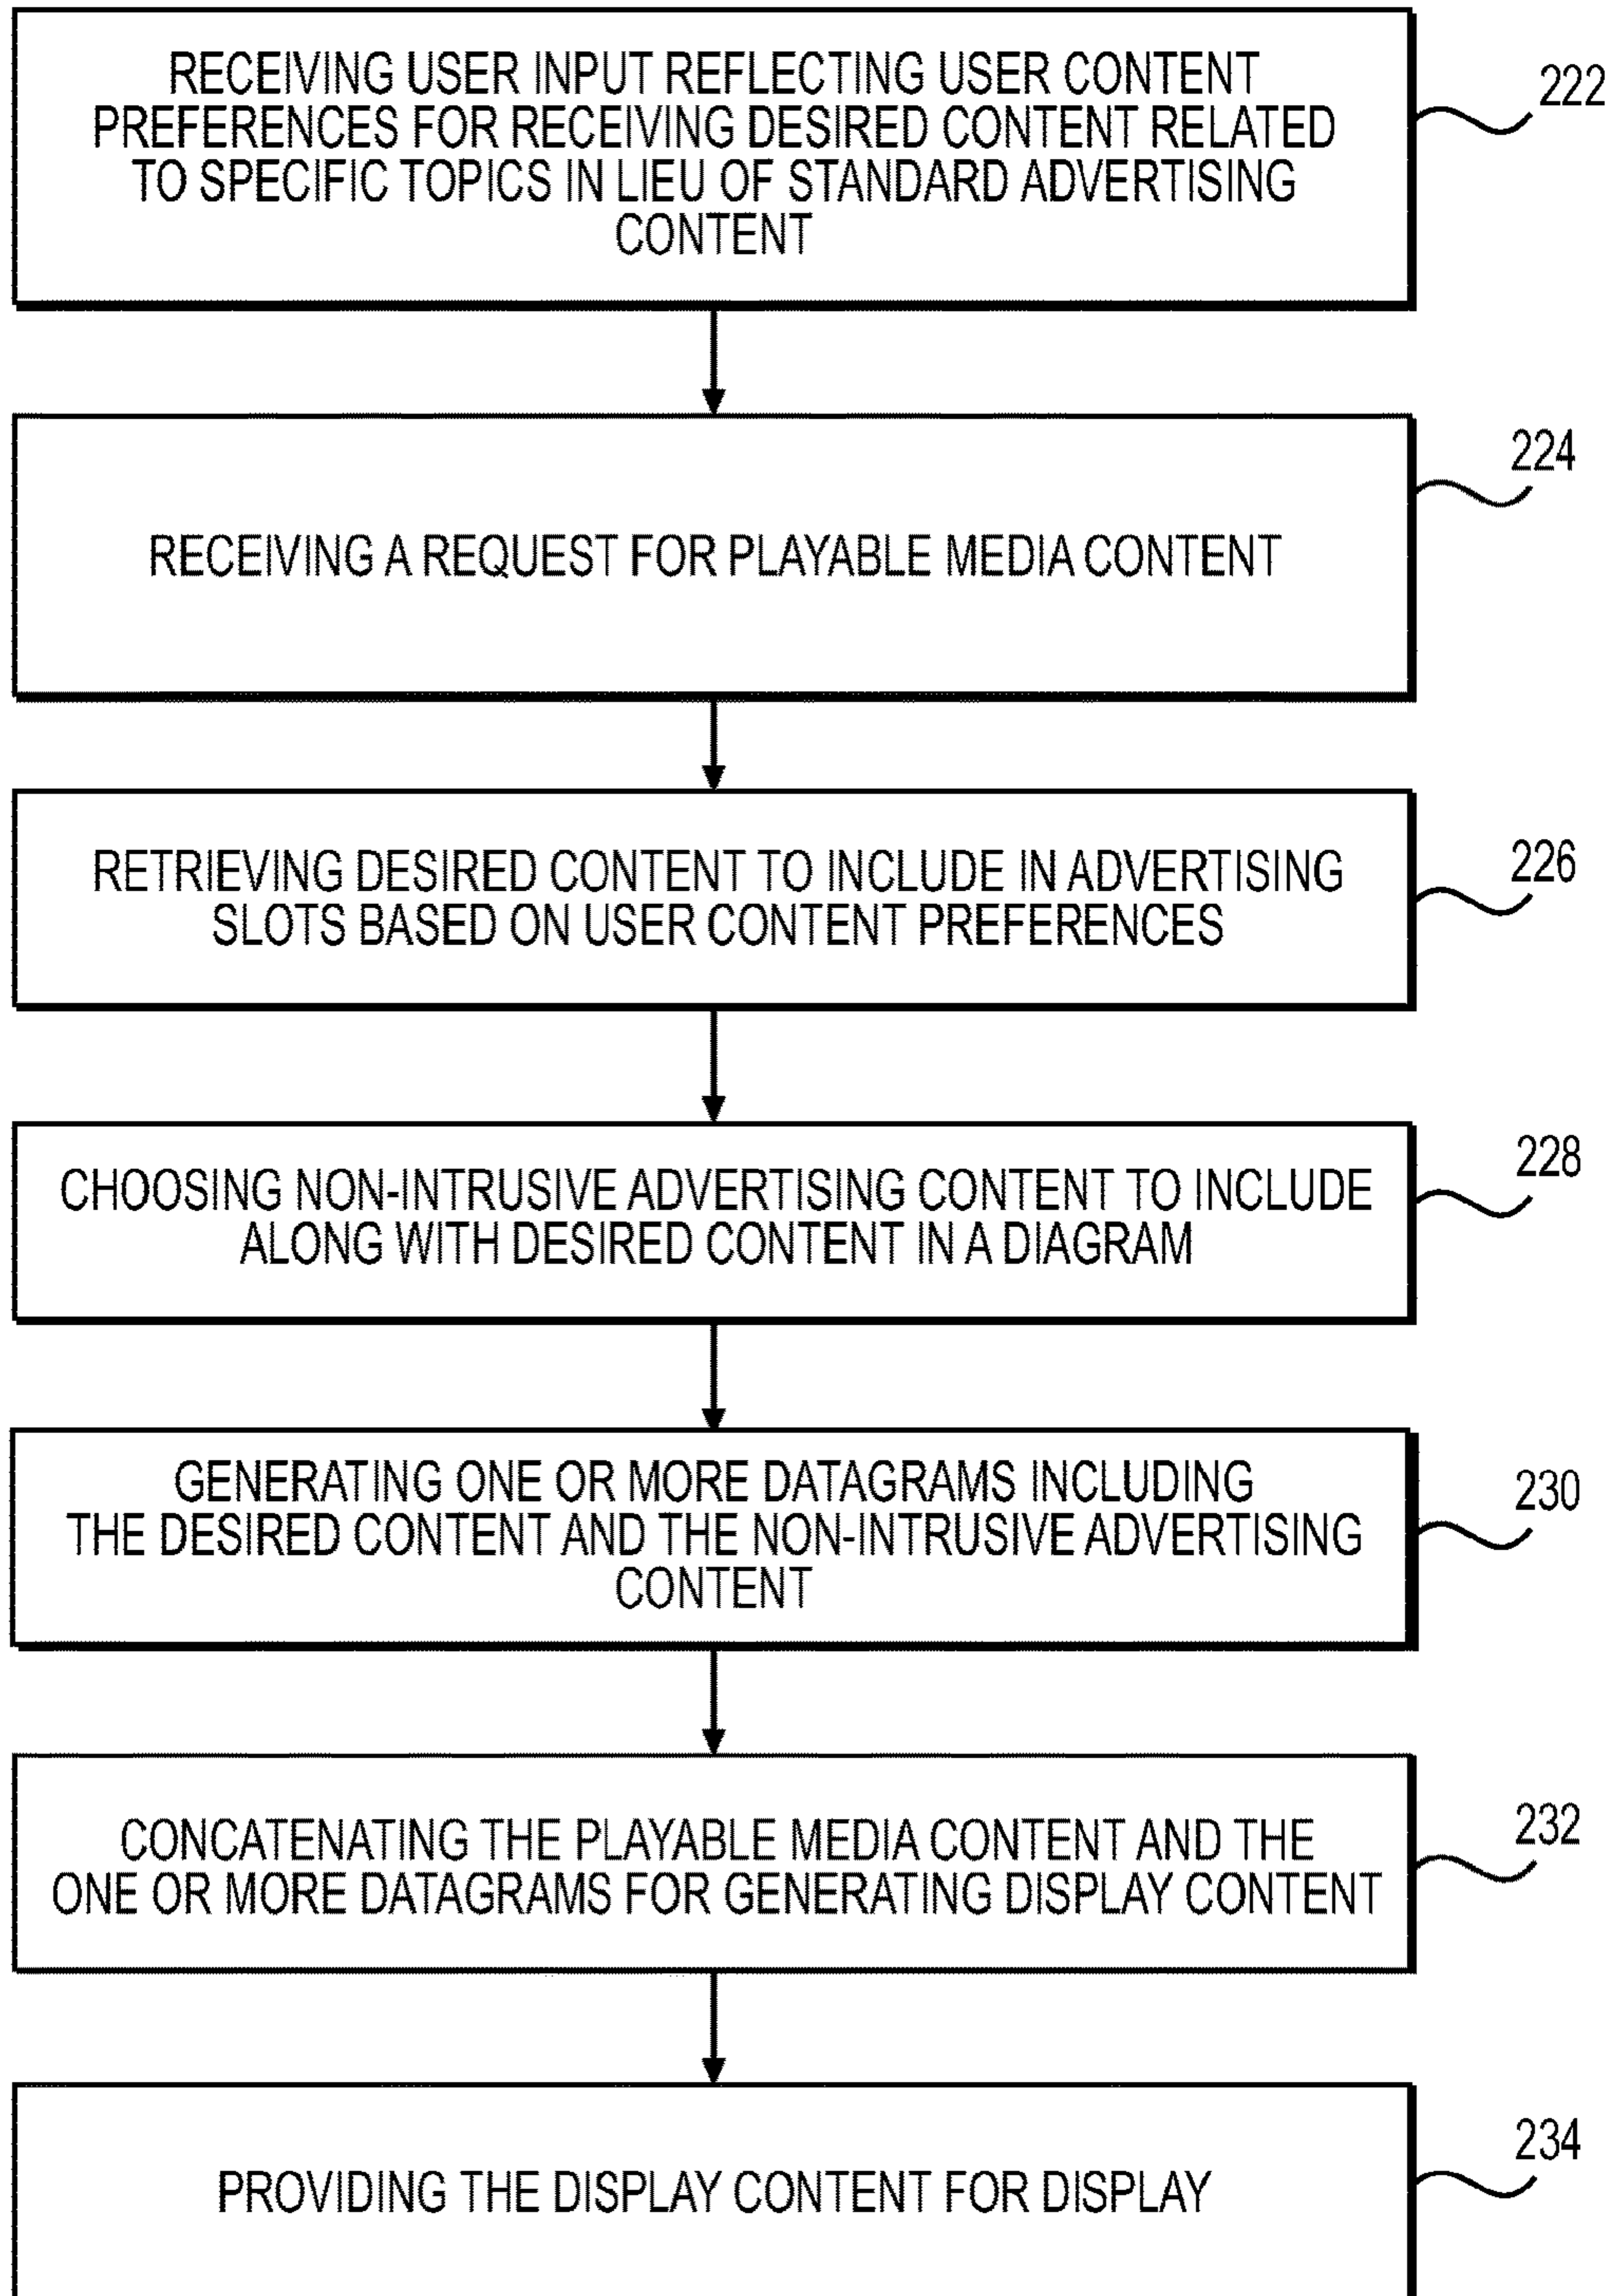 RECEIVING USER INPUT REFLECTING USER CONTENT
PREFERENCES FOR RECEIVING DESIRED CONTENT RELATED
TO SPECIFIC TOPICS IN LIEU OF STANDARD ADVERTISING
CONTENT
222
RECEIVING A REQUEST FOR PLAYABLE MEDIA CONTENT
224
RETRIEVING DESIRED CONTENT TO INCLUDE IN ADVERTISING
SLOTS BASED ON USER CONTENT PREFERENCES
226
CHOOSING NON-INTRUSIVE ADVERTISING CONTENT TO INCLUDE
ALONG WITH DESIRED CONTENT IN A DIAGRAM
228
GENERATING ONE OR MORE DATAGRAMS INCLUDING
THE DESIRED CONTENT AND THE NON-INTRUSIVE ADVERTISING
CONTENT
230
CONCATENATING THE PLAYABLE MEDIA CONTENT AND THE
ONE OR MORE DATAGRAMS FOR GENERATING DISPLAY CONTENT
232
PROVIDING THE DISPLAY CONTENT FOR DISPLAY
234